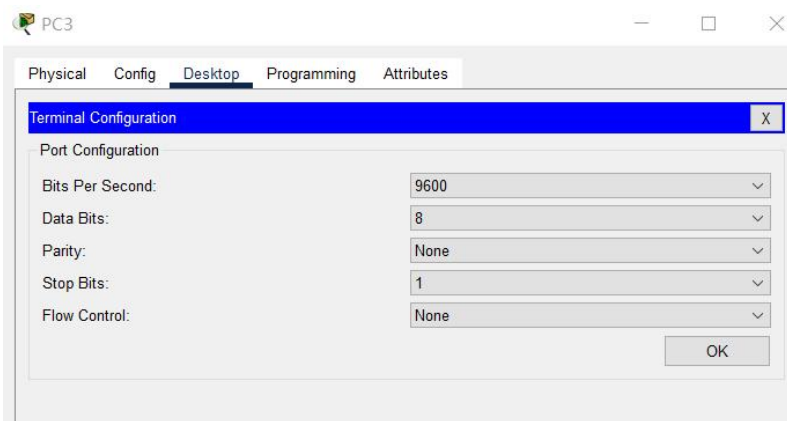 PC3
Physical Config Desktop Programming Attributes
Terminal Configuration X
Port Configuration
Bits Per Second: 9600
Data Bits: 8
Parity: None
Stop Bits: 1
Flow Control: None
OK